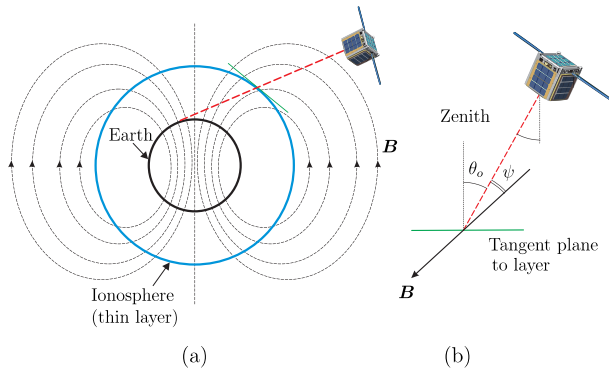 Earth
B
Ionosphere
(thin layer)
(a)
Zenith
θₒ
ψ
Tangent plane
to layer
B
(b)